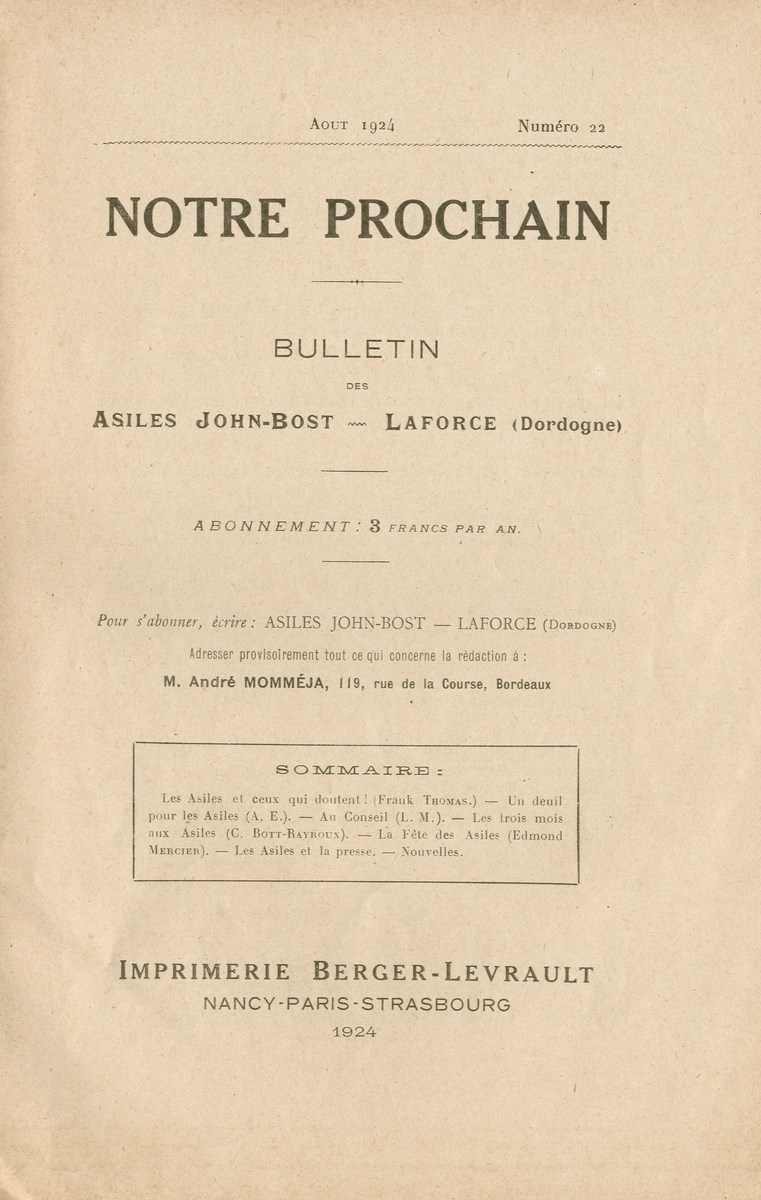 Aout 1924 Numéro 22
NOTRE PROCHAIN
BULLETIN
DES
ASILES JOHN-BOST ~~ LAFORCE (Dordogne)
ABONNEMENT: 3 FRANCS PAR AN.
Pour s'abonner, écrire : ASILES JOHN-BOST — LAFORCE (DORDOGNE)
Adresser provisoirement tout ce qui concerne la rédaction à :
M. André MOMMÉJA, 119, rue de la Course, Bordeaux
SOMMAIRE :
Les Asiles et ceux qui doutent! (Frank THOMAS.) — Un deuil
pour les Asiles (A. E.). — Au Conseil (L. M.). — Les trois mois
aux Asiles (C. BOTT-RAYROUX). — La Fête des Asiles (Edmond
MERCIER). — Les Asiles et la presse. — Nouvelles.
IMPRIMERIE BERGER-LEVRAULT
NANCY-PARIS-STRASBOURG
1924